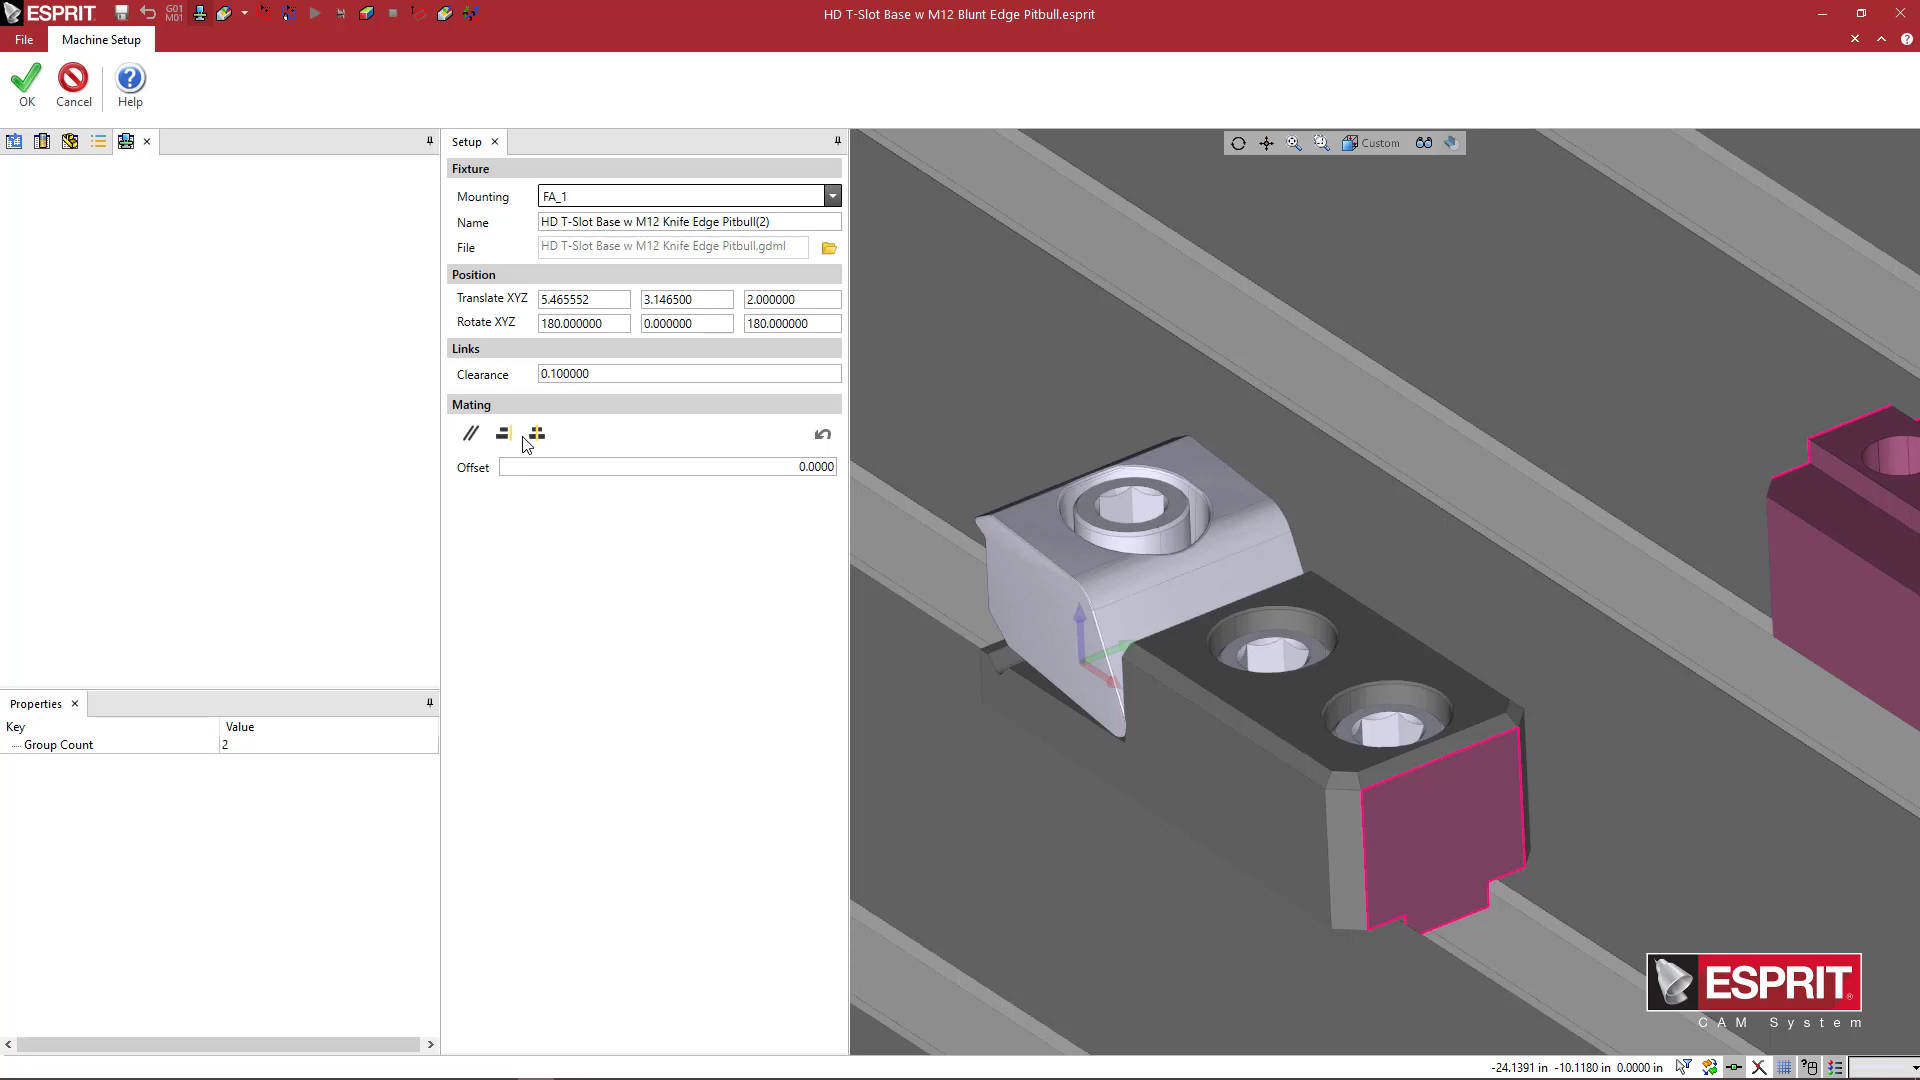 ESPRIT
G01
M01
HD T-Slot Base w M12 Blunt Edge Pitbull.esprit
File
Machine Setup
OK
Cancel
Help
Setup
Custom
Fixture
Mounting
FA_1
Name
HD T-Slot Base w M12 Knife Edge Pitbull(2)
File
HD T-Slot Base w M12 Knife Edge Pitbull.gdml
Position
Translate XYZ
5.465552
3.146500
2.000000
Rotate XYZ
180.000000
0.000000
180.000000
Links
Clearance
0.100000
Mating
Offset
0.0000
Properties
Key
Value
Group Count
2
ESPRIT
CAM System
-24.1391 in -10.1180 in 0.0000 in